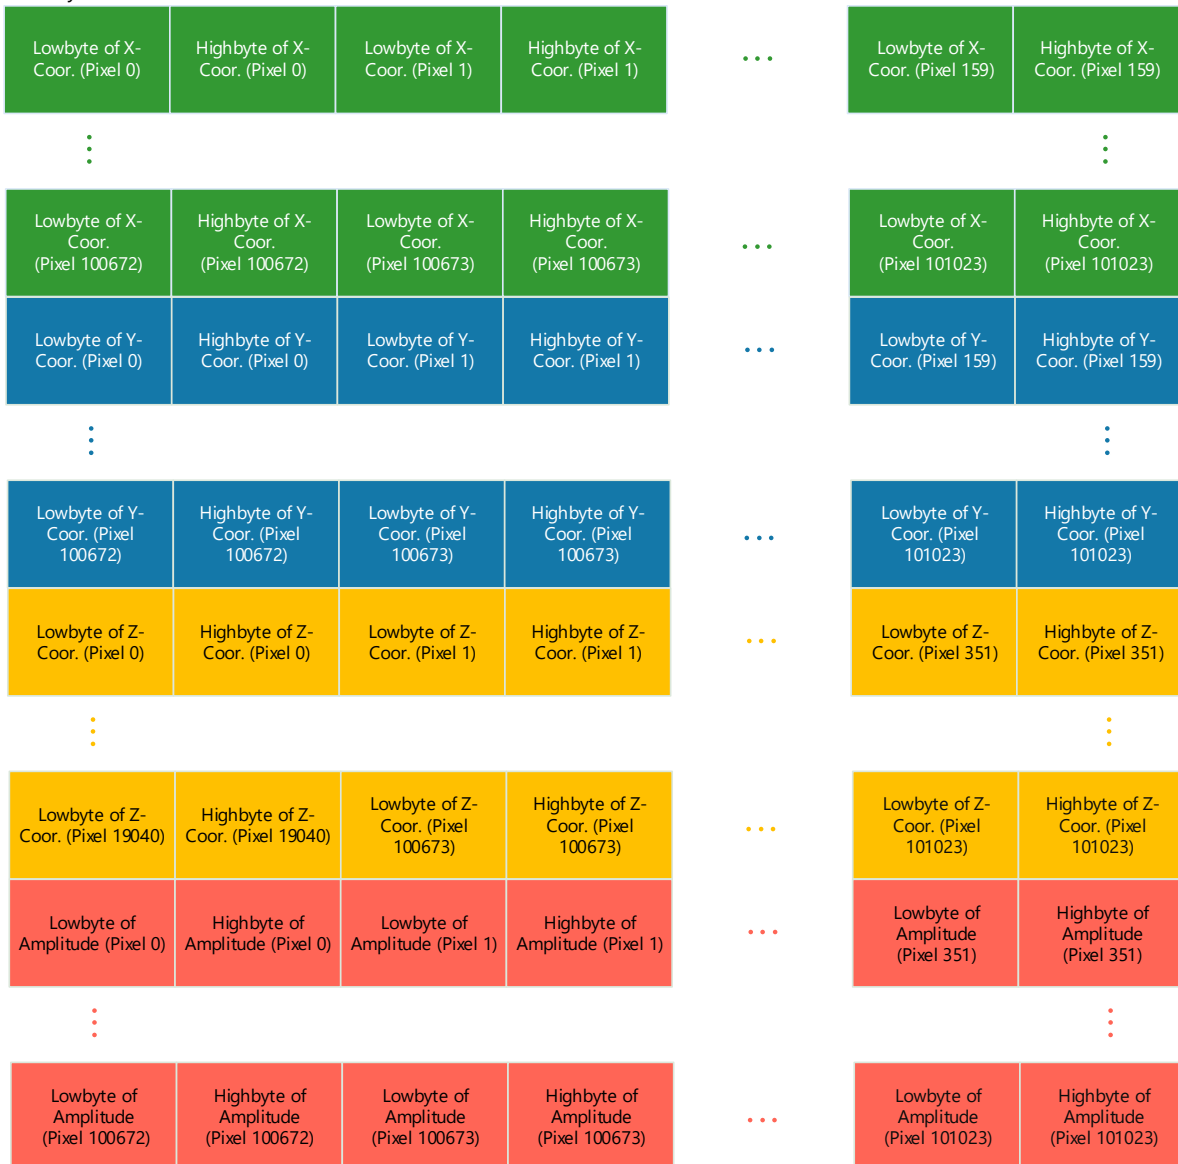 Lowbyte of X-
Coor. (Pixel 0)
Highbyte of X-
Coor. (Pixel 0)
Lowbyte of X-
Coor. (Pixel 1)
Highbyte of X-
Coor. (Pixel 1)
...
Lowbyte of X-
Coor. (Pixel 159)
Highbyte of X-
Coor. (Pixel 159)
Lowbyte of X-
Coor.
(Pixel 100672)
Highbyte of X-
Coor.
(Pixel 100672)
Lowbyte of X-
Coor.
(Pixel 100673)
Highbyte of X-
Coor.
(Pixel 100673)
...
Lowbyte of X-
Coor.
(Pixel 101023)
Highbyte of X-
Coor.
(Pixel 101023)
Lowbyte of Y-
Coor. (Pixel 0)
Highbyte of Y-
Coor. (Pixel 0)
Lowbyte of Y-
Coor. (Pixel 1)
Highbyte of Y-
Coor. (Pixel 1)
...
Lowbyte of Y-
Coor. (Pixel 159)
Highbyte of Y-
Coor. (Pixel 159)
Lowbyte of Y-
Coor. (Pixel
100672)
Highbyte of Y-
Coor. (Pixel
100672)
Lowbyte of Y-
Coor. (Pixel
100673)
Highbyte of Y-
Coor. (Pixel
100673)
...
Lowbyte of Y-
Coor. (Pixel
101023)
Highbyte of Y-
Coor. (Pixel
101023)
Lowbyte of Z-
Coor. (Pixel 0)
Highbyte of Z-
Coor. (Pixel 0)
Lowbyte of Z-
Coor. (Pixel 1)
Highbyte of Z-
Coor. (Pixel 1)
...
Lowbyte of Z-
Coor. (Pixel 351)
Highbyte of Z-
Coor. (Pixel 351)
Lowbyte of Z-
Coor. (Pixel 19040)
Highbyte of Z-
Coor. (Pixel 19040)
Lowbyte of Z-
Coor. (Pixel
100673)
Highbyte of Z-
Coor. (Pixel
100673)
...
Lowbyte of Z-
Coor. (Pixel
101023)
Highbyte of Z-
Coor. (Pixel
101023)
Lowbyte of
Amplitude (Pixel 0)
Highbyte of
Amplitude (Pixel 0)
Lowbyte of
Amplitude (Pixel 1)
Highbyte of
Amplitude (Pixel 1)
...
Lowbyte of
Amplitude
(Pixel 351)
Highbyte of
Amplitude
(Pixel 351)
Lowbyte of
Amplitude
(Pixel 100672)
Highbyte of
Amplitude
(Pixel 100672)
Lowbyte of
Amplitude
(Pixel 100673)
Highbyte of
Amplitude
(Pixel 100673)
...
Lowbyte of
Amplitude
(Pixel 101023)
Highbyte of
Amplitude
(Pixel 101023)